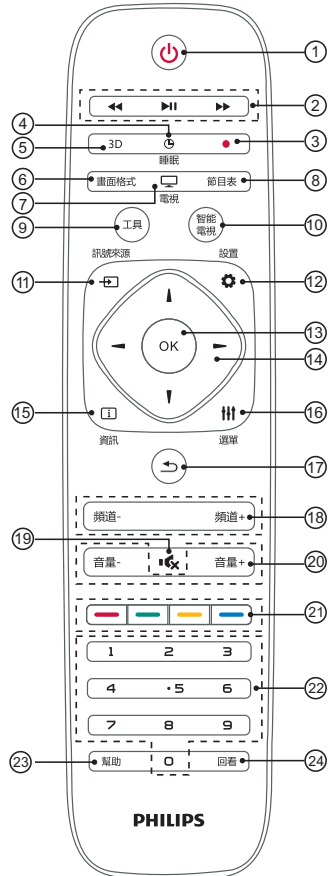 1
2
4
3
5
3D
睡眠
6
畫面格式
節目表
8
7
電視
9
工具
智能
電視
10
訊號來源
設置
11
12
13
OK
14
15
i
16
資訊
選單
17
頻道-
頻道+
18
19
音量-
音量+
20
21
1 2 3
4 ·5 6
22
7 8 9
23
幫助
0
回看
24
PHILIPS